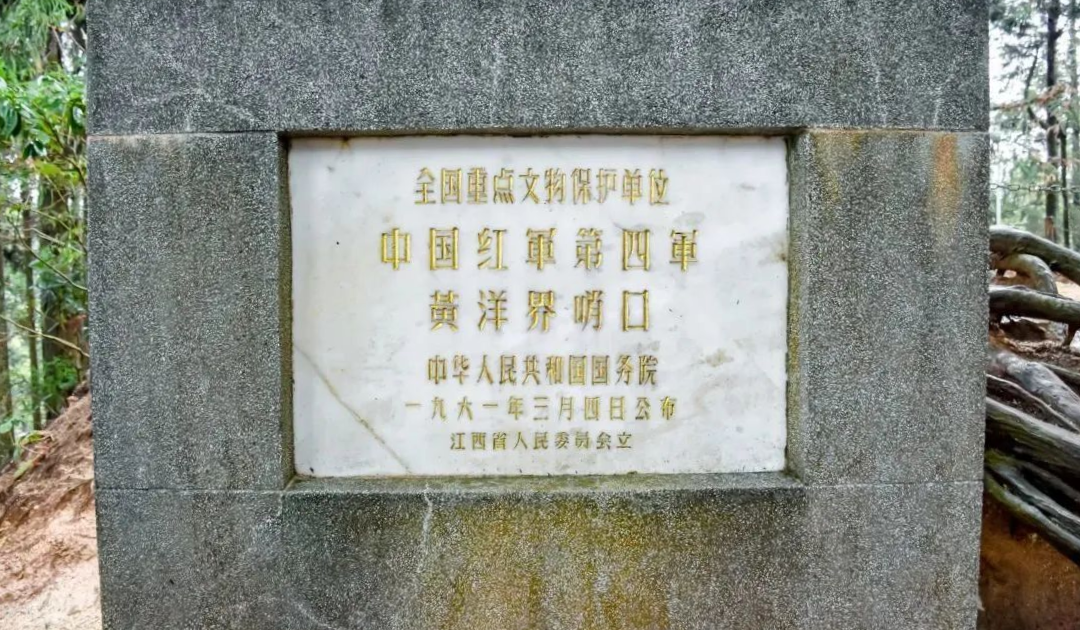 全国重点文物保护单位
中国红軍第四軍
黄洋界哨口
中华人民共和国国务院
一九六一年三月四日公布
江西省人民委员会立